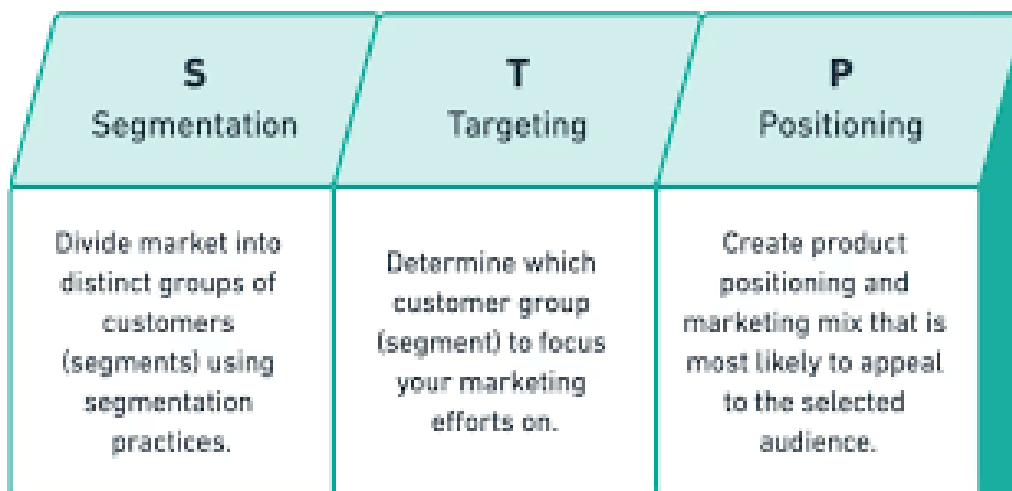 S
Segmentation
Divide market into
distinct groups of
customers
(segments) using
segmentation
practices.
T
Targeting
Determine which
customer group
(segment) to focus
your marketing
efforts on.
P
Positioning
Create product
positioning and
marketing mix that is
most likely to appeal
to the selected
audience.